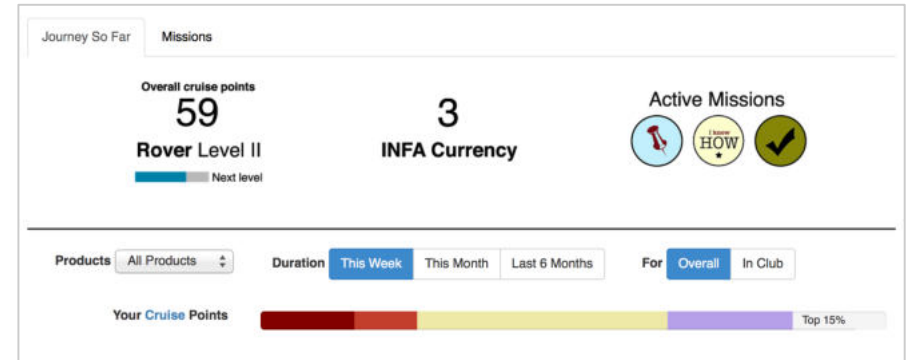 Journey So Far Missions
Overall cruise points
59
Rover Level II
Next level
3
INFA Currency
Active Missions
I know
HOW
Products All Products Duration This Week This Month Last 6 Months For Overall In Club
Your Cruise Points Top 15%